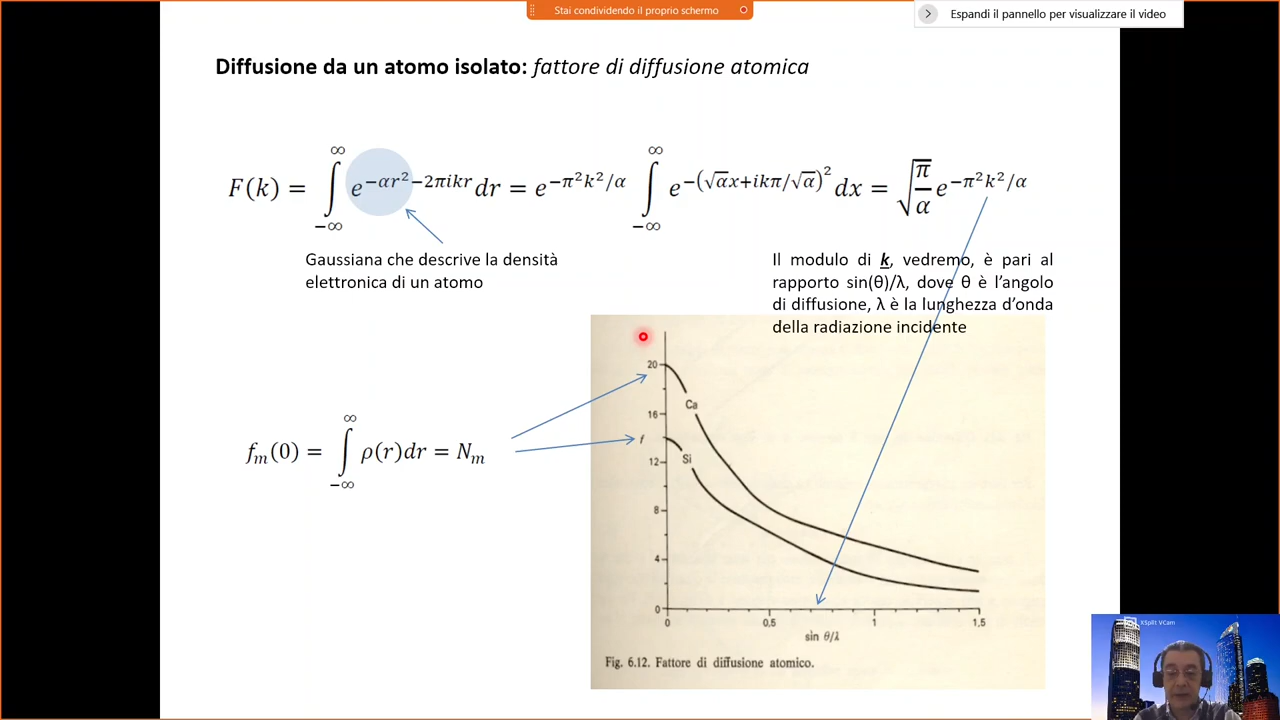 Stai condividendo il proprio schermo
Espandi il pannello per visualizzare il video
Diffusione da un atomo isolato: fattore di diffusione atomica
F(k) = ∫_{-∞}^{∞} e^{-αr²-2πikr} dr = e^{-π²k²/α} ∫_{-∞}^{∞} e^{-(√αx+ikπ/√α)²} dx = √(π/α) e^{-π²k²/α}
Gaussiana che descrive la densità
elettronica di un atomo
Il modulo di k, vedremo, è pari al
rapporto sin(θ)/λ, dove θ è l’angolo
di diffusione, λ è la lunghezza d’onda
della radiazione incidente
f_m(0) = ∫_{-∞}^{∞} ρ(r)dr = N_m
20
Ca
16
f
Si
12
8
4
0
0 0,5 1 1,5
sin θ/λ
Fig. 6.12. Fattore di diffusione atomico.
XSplit VCam